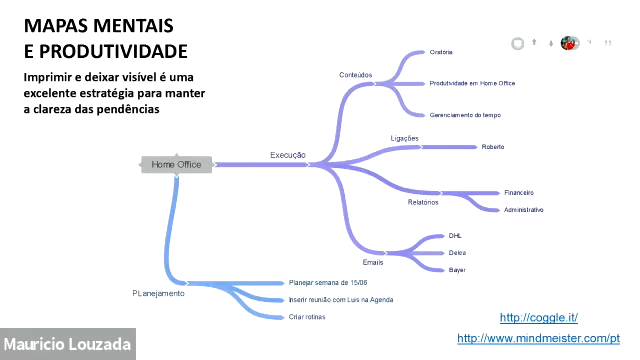 MAPAS MENTAIS
E PRODUTIVIDADE
Imprimir e deixar visível é uma
excelente estratégia para manter
a clareza das pendências
Home Office
Execução
Conteúdos
Oratória
Produtividade em Home Office
Gerenciamento do tempo
Ligações
Roberto
Relatórios
Financeiro
Administrativo
Emails
DHL
Bayer
PLanejamento
Planejar semana de 15/06
Inserir reunião com Luis na Agenda
Criar rotinas
http://coggle.it/
http://www.mindmeister.com/pt
Mauricio Louzada